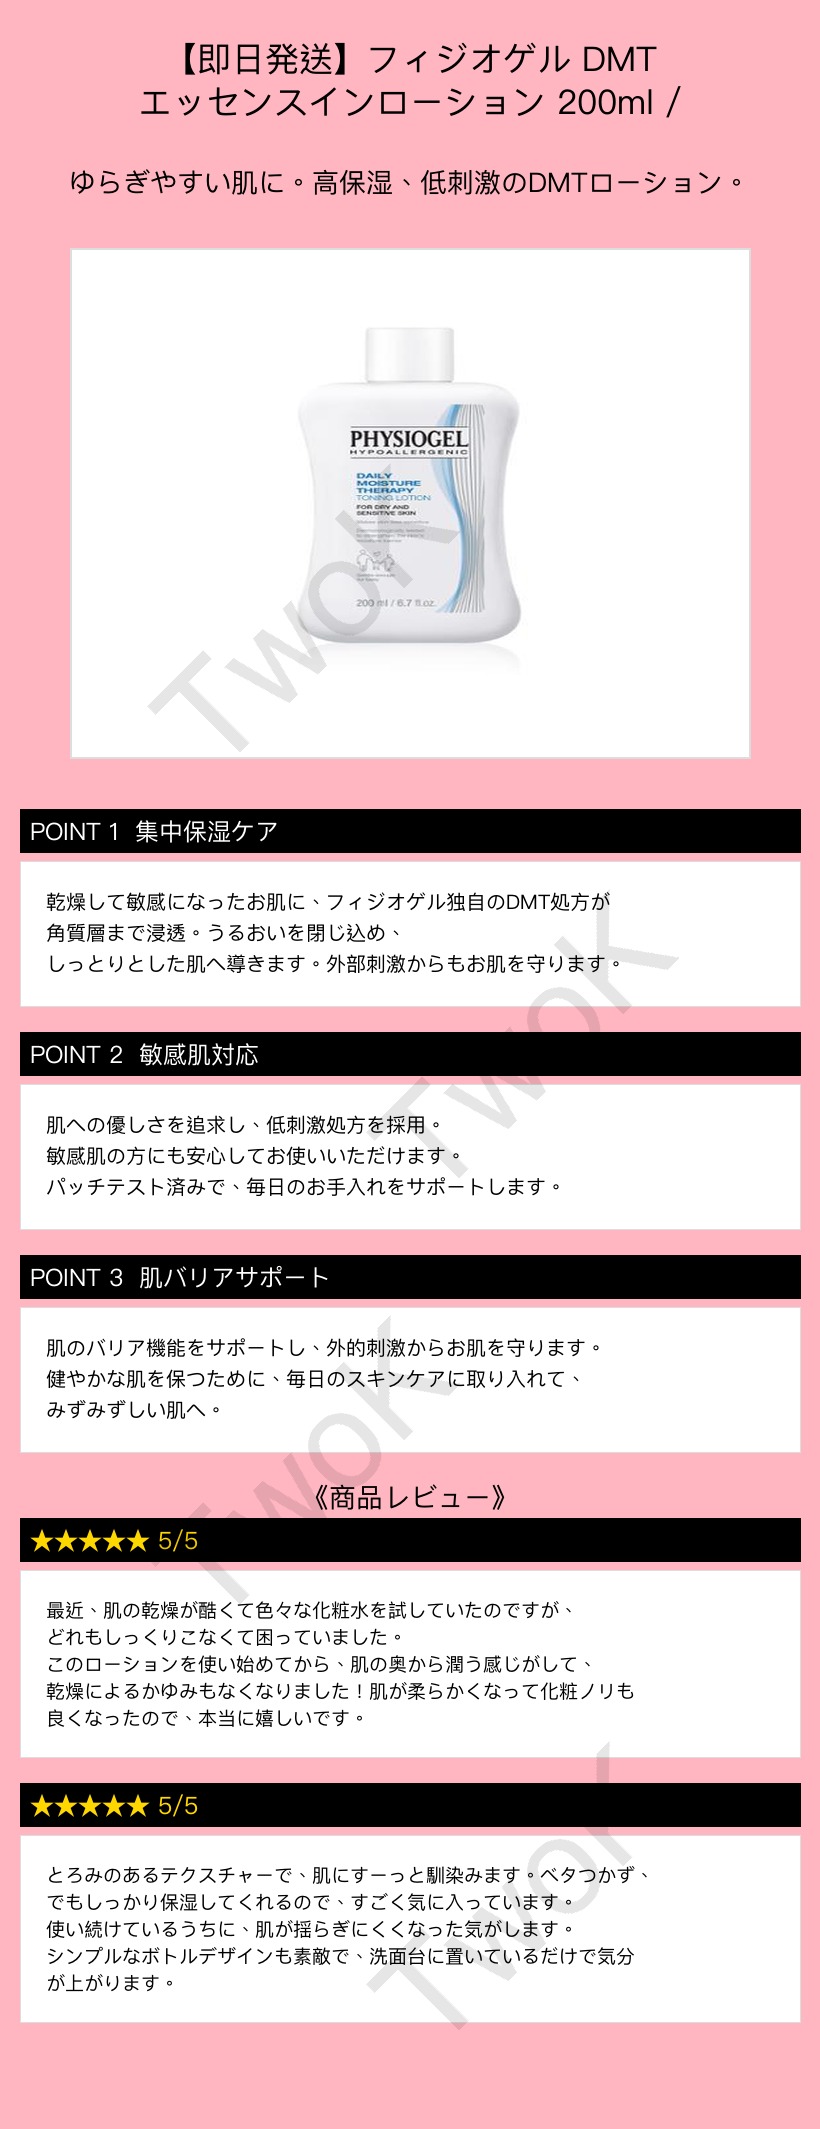 【即日発送】フィジオゲル DMT
エッセンスインローション 200ml /
ゆらぎやすい肌に。高保湿、低刺激のDMTローション。
PHYSIOGEL
HYPOALLERGENIC
DAILY
MOISTURE
THERAPY
TONING LOTION
FOR DRY AND
SENSITIVE SKIN
200 ml / 6.7 fl.oz.
TwoK
POINT 1 集中保湿ケア
乾燥して敏感になったお肌に、フィジオゲル独自のDMT処方が
角質層まで浸透。うるおいを閉じ込め、
しっとりとした肌へ導きます。外部刺激からもお肌を守ります。
TwoK
POINT 2 敏感肌対応
肌への優しさを追求し、低刺激処方を採用。
敏感肌の方にも安心してお使いいただけます。
パッチテスト済みで、毎日のお手入れをサポートします。
POINT 3 肌バリアサポート
肌のバリア機能をサポートし、外的刺激からお肌を守ります。
健やかな肌を保つために、毎日のスキンケアに取り入れて、
みずみずしい肌へ。
TwoK
《商品レビュー》
★★★★★ 5/5
最近、肌の乾燥が酷くて色々な化粧水を試していたのですが、
どれもしっくりこなくて困っていました。
このローションを使い始めてから、肌の奥から潤う感じがして、
乾燥によるかゆみもなくなりました！肌が柔らかくなって化粧ノリも
良くなったので、本当に嬉しいです。
★★★★★ 5/5
とろみのあるテクスチャーで、肌にすーっと馴染みます。ベタつかず、
でもしっかり保湿してくれるので、すごく気に入っています。
使い続けているうちに、肌が揺らぎにくくなった気がします。
シンプルなボトルデザインも素敵で、洗面台に置いているだけで気分
が上がります。
TwoK